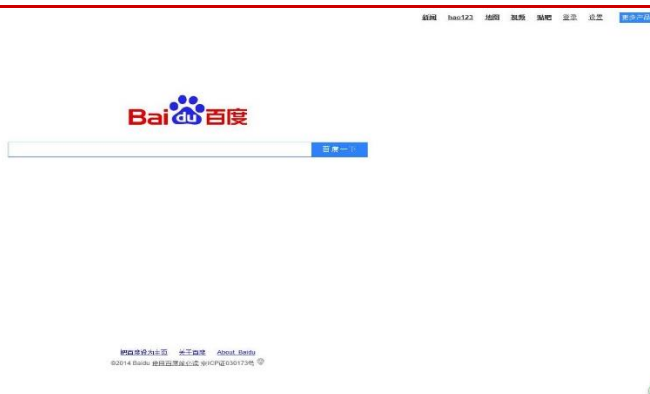 新闻 hao123 地图 视频 贴吧 登录 设置 更多产品
Bai du 百度
百度一下
把百度设为主页 关于百度 About Baidu
©2014 Baidu 使用百度前必读 京ICP证030173号